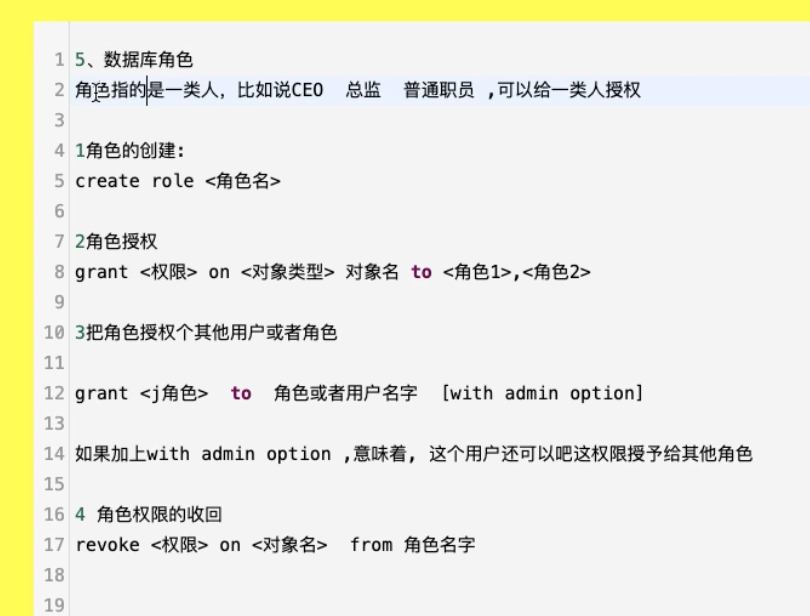 1 5、数据库角色
2 角色指的是一类人，比如说CEO  总监  普通职员 ,可以给一类人授权
3
4 1角色的创建:
5 create role <角色名>
6
7 2角色授权
8 grant <权限> on <对象类型> 对象名 to <角色1>,<角色2>
9
10 3把角色授权个其他用户或者角色
11
12 grant <j角色>  to  角色或者用户名字  [with admin option]
13
14 如果加上with admin option ,意味着, 这个用户还可以吧这权限授予给其他角色
15
16 4 角色权限的收回
17 revoke <权限> on <对象名>  from 角色名字
18
19